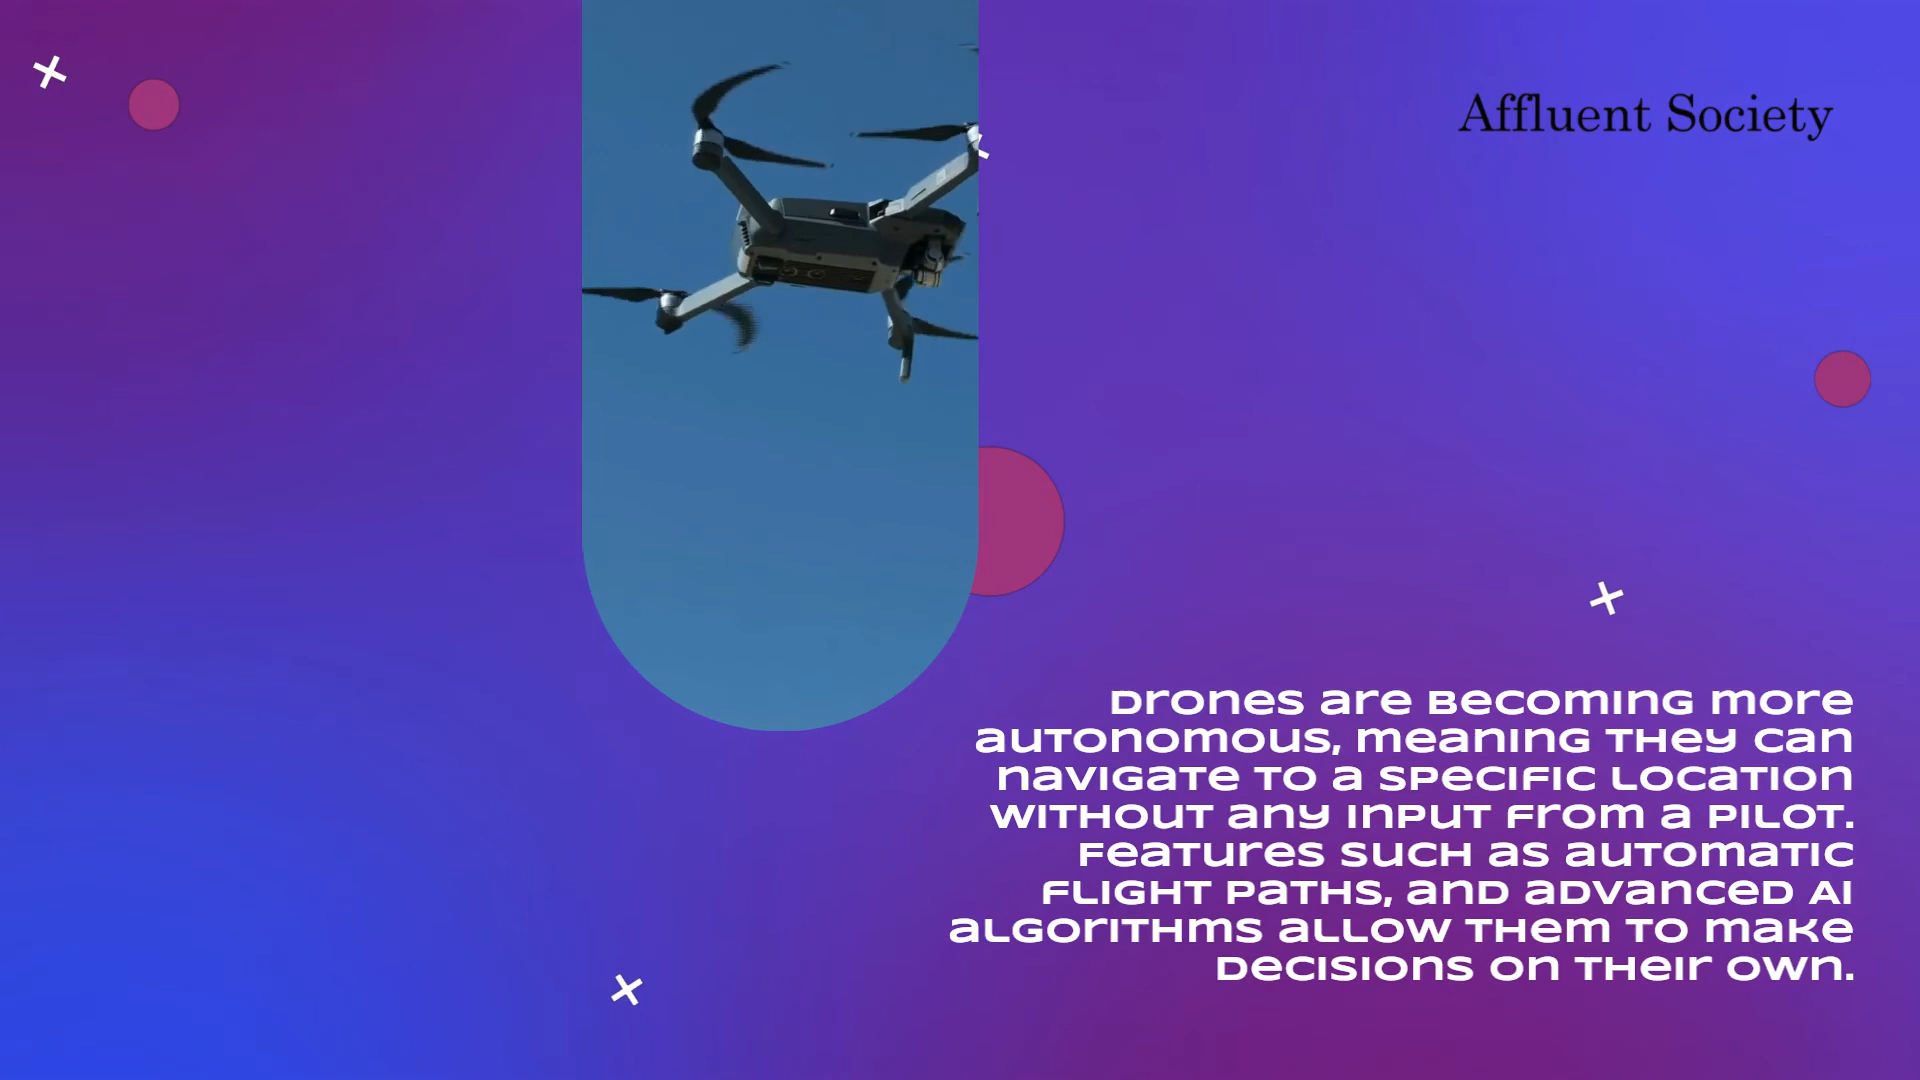 Affluent Society
Drones are becoming more
autonomous, meaning they can
navigate to a specific location
without any input from a pilot.
Features such as automatic
flight paths, and advanced AI
algorithms allow them to make
decisions on their own.